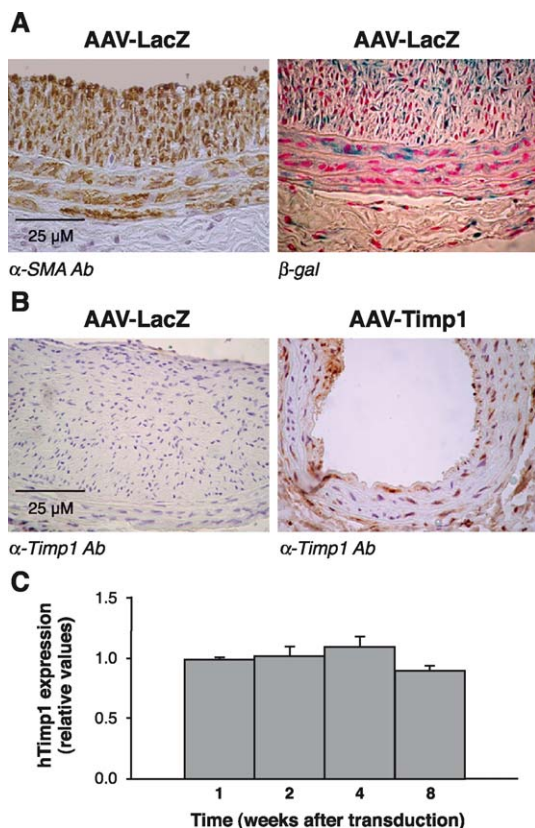 A
AAV-LacZ
AAV-LacZ
25 µM
α-SMA Ab
β-gal
B
AAV-LacZ
AAV-Timp1
25 µM
α-Timp1 Ab
α-Timp1 Ab
C
hTimp1 expression
(relative values)
1.5
1.0
0.5
0.0
1 2 4 8
Time (weeks after transduction)